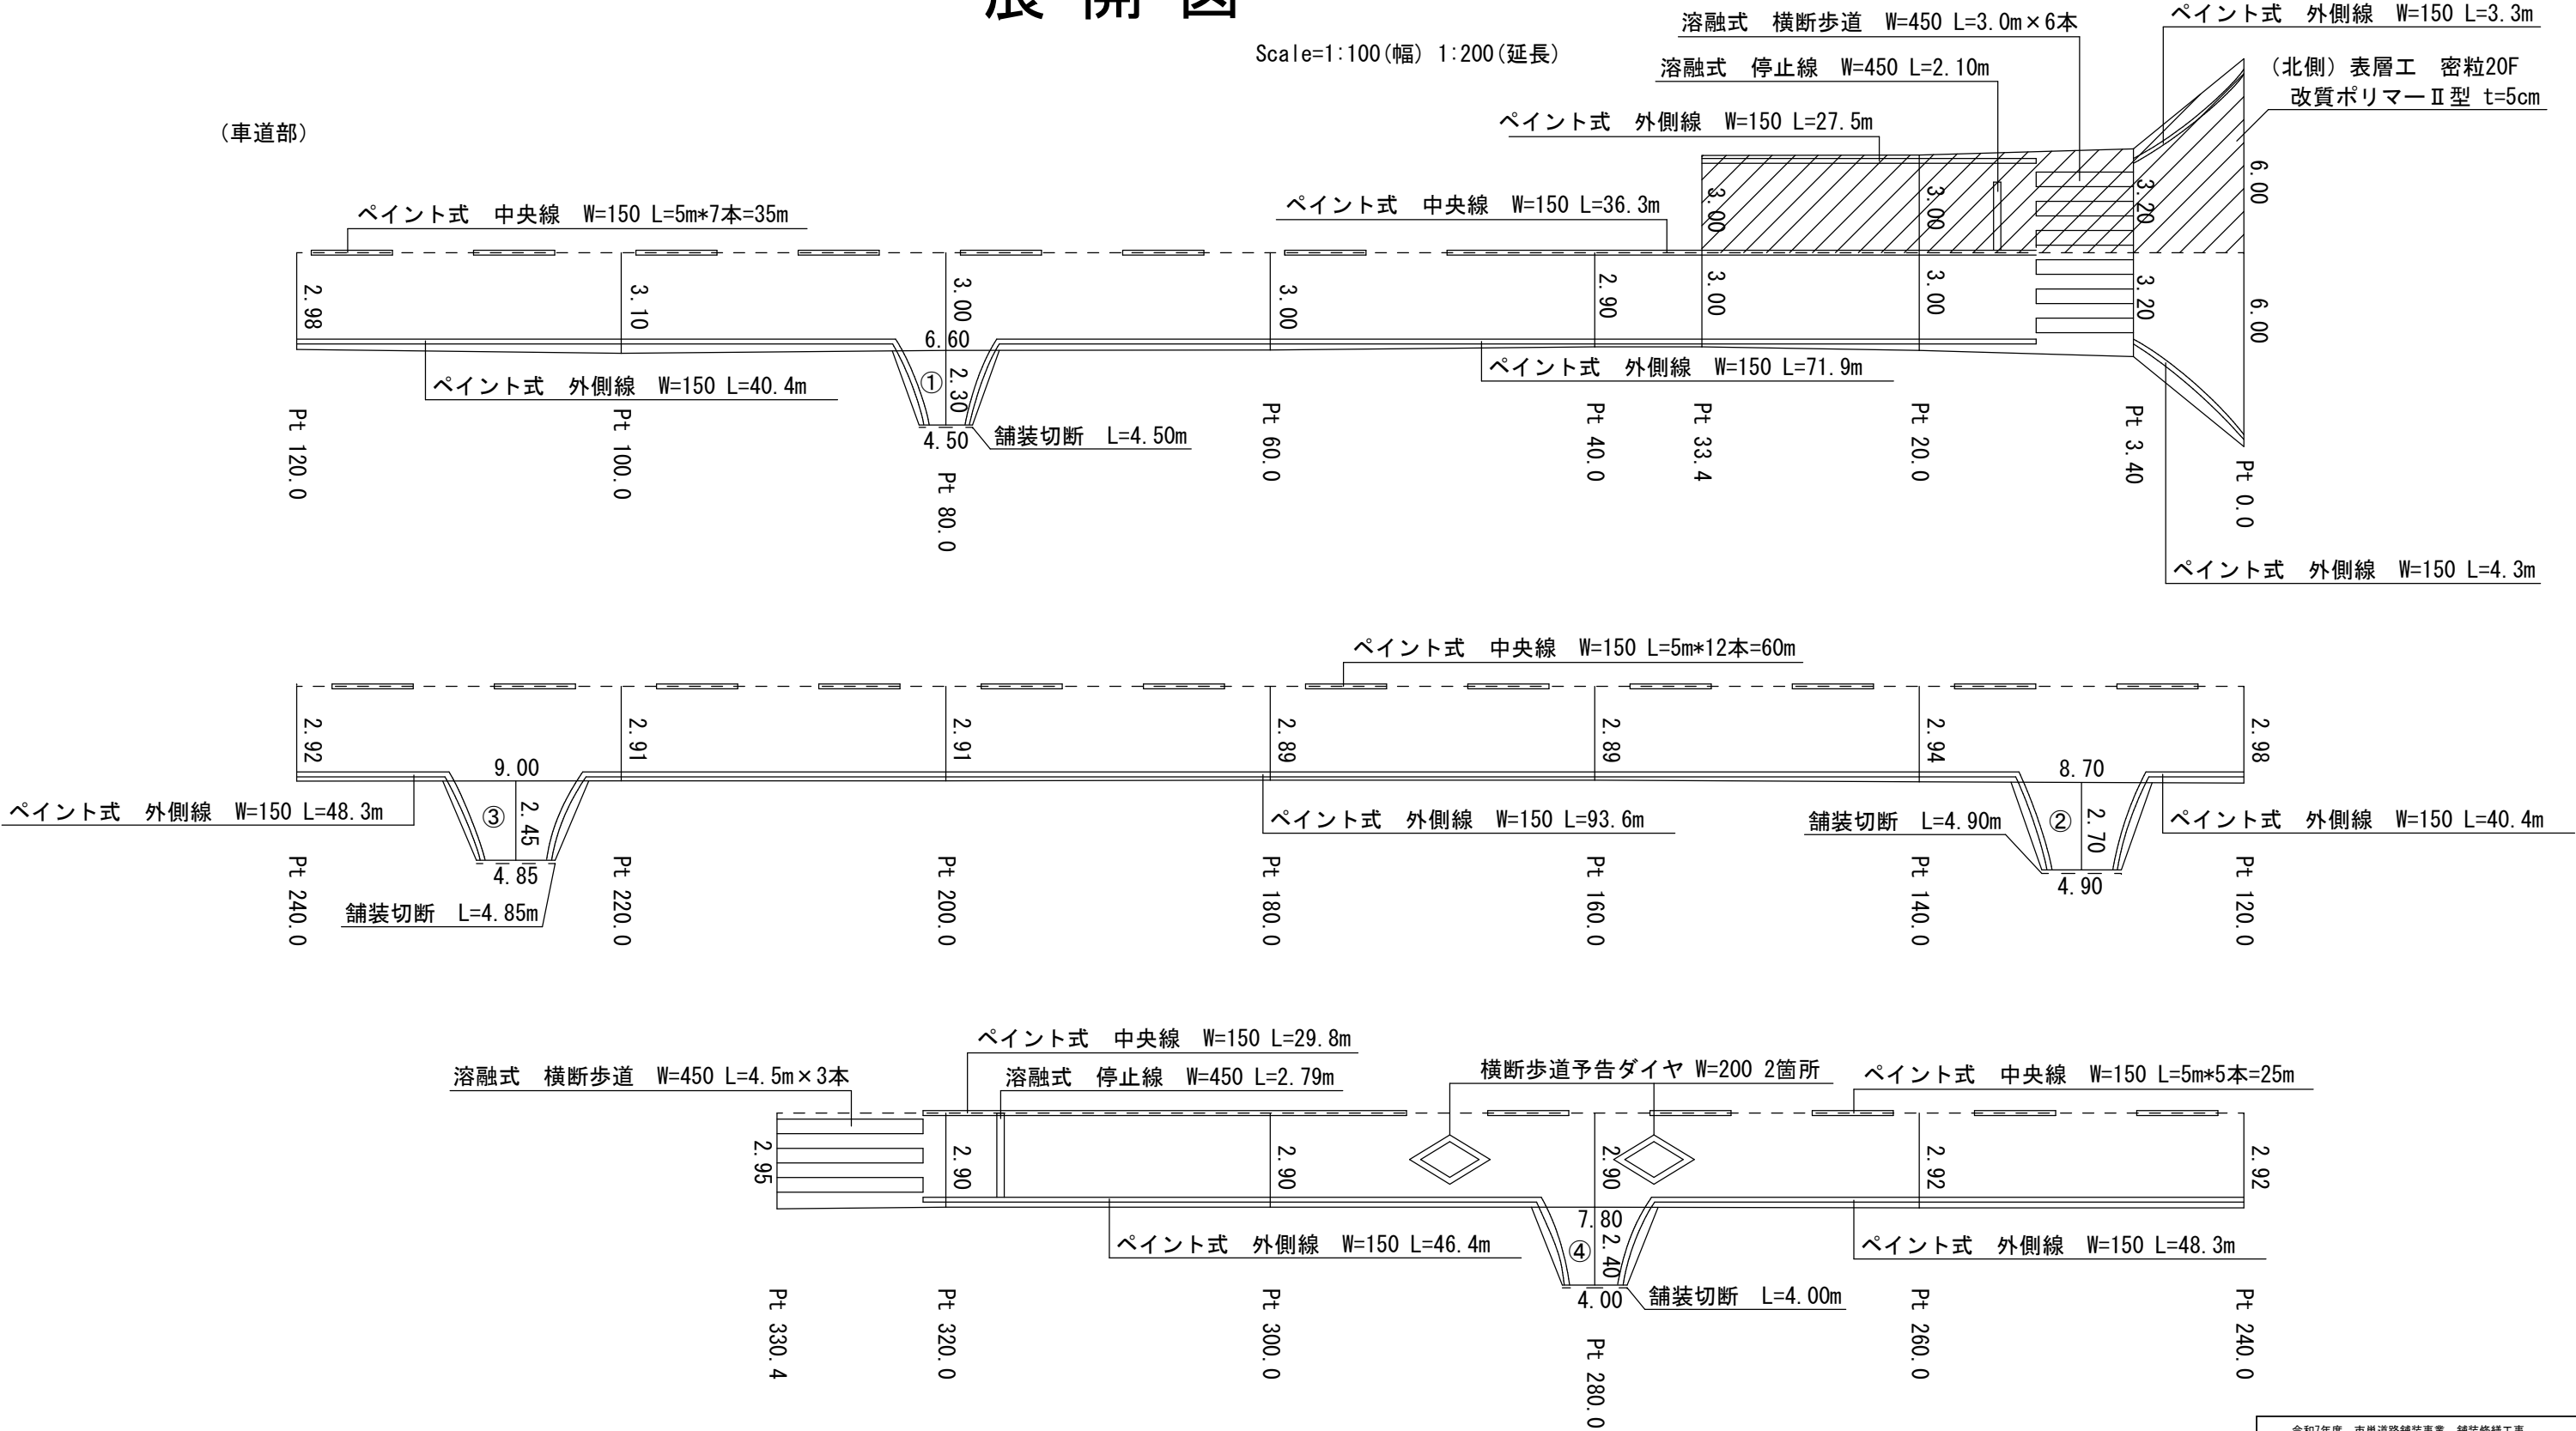 展開図
Scale=1:100(幅) 1:200(延長)
(車道部)
溶融式　横断歩道　W=450 L=3.0m×6本
ペイント式　外側線　W=150 L=3.3m
溶融式　停止線　W=450 L=2.10m
(北側)表層工　密粒20F
改質ポリマーⅡ型 t=5cm
ペイント式　外側線　W=150 L=27.5m
ペイント式　中央線　W=150 L=5m*7本=35m
ペイント式　中央線　W=150 L=36.3m
3.00
3.00
3.20
6.00
2.98
3.10
3.00
3.00
2.90
3.00
3.00
3.20
6.00
6.60
①
2.30
4.50
ペイント式　外側線　W=150 L=40.4m
ペイント式　外側線　W=150 L=71.9m
舗装切断　L=4.50m
Pt 120.0
Pt 100.0
Pt 80.0
Pt 60.0
Pt 40.0
Pt 33.4
Pt 20.0
Pt 3.40
Pt 0.0
ペイント式　外側線　W=150 L=4.3m
ペイント式　中央線　W=150 L=5m*12本=60m
2.92
2.91
2.91
2.89
2.89
2.94
2.98
9.00
③
2.45
4.85
8.70
②
2.70
4.90
ペイント式　外側線　W=150 L=48.3m
ペイント式　外側線　W=150 L=93.6m
舗装切断　L=4.90m
ペイント式　外側線　W=150 L=40.4m
舗装切断　L=4.85m
Pt 240.0
Pt 220.0
Pt 200.0
Pt 180.0
Pt 160.0
Pt 140.0
Pt 120.0
ペイント式　中央線　W=150 L=29.8m
溶融式　横断歩道　W=450 L=4.5m×3本
溶融式　停止線　W=450 L=2.79m
横断歩道予告ダイヤ W=200 2箇所
ペイント式　中央線　W=150 L=5m*5本=25m
2.95
2.90
2.90
2.90
2.92
2.92
7.80
④
2.40
4.00
ペイント式　外側線　W=150 L=46.4m
ペイント式　外側線　W=150 L=48.3m
舗装切断　L=4.00m
Pt 330.4
Pt 320.0
Pt 300.0
Pt 280.0
Pt 260.0
Pt 240.0
令和7年度　市単道路舗装事業　舗装修繕工事